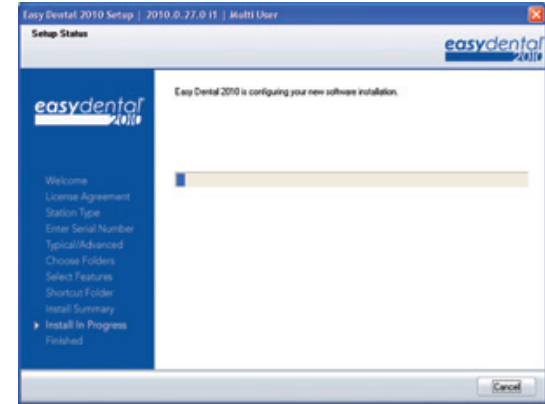 Easy Dental 2010 Setup | 2010.0.27.0 i1 | Multi User
Setup Status
easydental
2010
easydental
2010
Easy Dental 2010 is configuring your new software installation.
Welcome
License Agreement
Station Type
Enter Serial Number
Typical/Advanced
Choose Folders
Select Features
Shortcut Folder
Install Summary
Install In Progress
Finished
Cancel